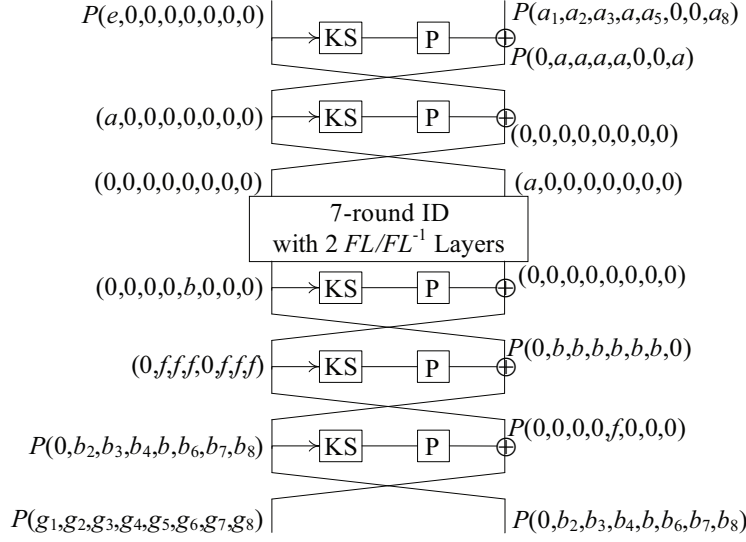 P(e,0,0,0,0,0,0,0)
P(a₁,a₂,a₃,a,a₅,0,0,a₈)
KS
P
P(0,a,a,a,a,0,0,a)
(a,0,0,0,0,0,0,0)
KS
P
(0,0,0,0,0,0,0,0)
(0,0,0,0,0,0,0,0)
(a,0,0,0,0,0,0,0)
7-round ID
with 2 FL/FL⁻¹ Layers
(0,0,0,0,b,0,0,0)
KS
P
(0,0,0,0,0,0,0,0)
P(0,b,b,b,b,b,b,0)
(0,f,f,f,0,f,f,f)
KS
P
P(0,0,0,0,f,0,0,0)
P(0,b₂,b₃,b₄,b,b₆,b₇,b₈)
KS
P
P(g₁,g₂,g₃,g₄,g₅,g₆,g₇,g₈)
P(0,b₂,b₃,b₄,b,b₆,b₇,b₈)